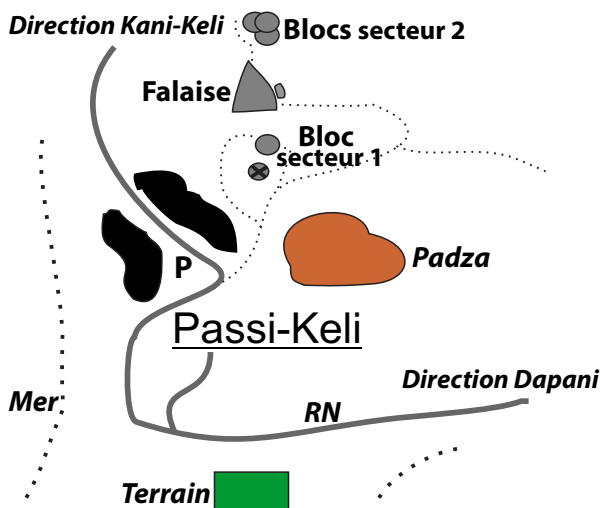 Direction Kani-Keli
Blocs secteur 2
Falaise
Bloc
secteur 1
P
Padza
Passi-Keli
Direction Dapani
Mer
RN
Terrain